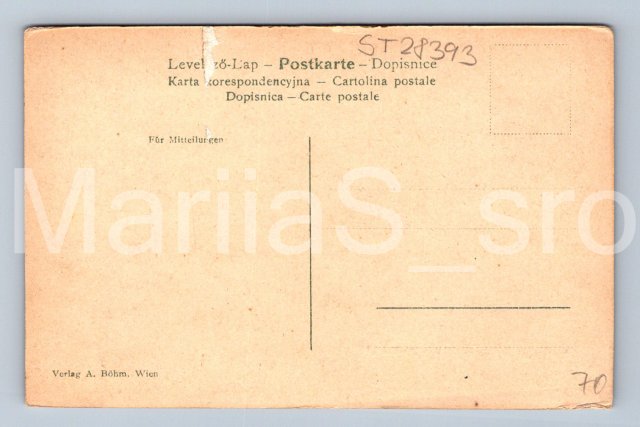 ST28393
Levelező-Lap – Postkarte – Dopisnice
Karta korespondencyjna – Cartolina postale
Dopisnica – Carte postale
Für Mitteilungen
MariiaS_sro
Verlag A. Böhm, Wien
70